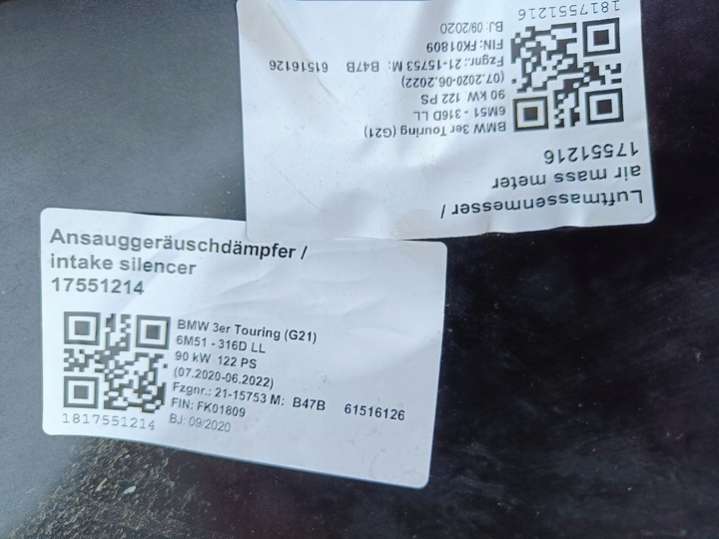 Luftmassenmesser /
air mass meter
17551216
BMW 3er Touring (G21)
6M51 - 316D LL
90 kW 122 PS
(07.2020-06.2022)
Fzgnr.: 21-15753 M: B47B 61516126
FIN: FK01809
BJ: 09/2020
1817551216
Ansauggeräuschdämpfer /
intake silencer
17551214
BMW 3er Touring (G21)
6M51 - 316D LL
90 kW 122 PS
(07.2020-06.2022)
Fzgnr.: 21-15753 M: B47B 61516126
FIN: FK01809
BJ: 09/2020
1817551214